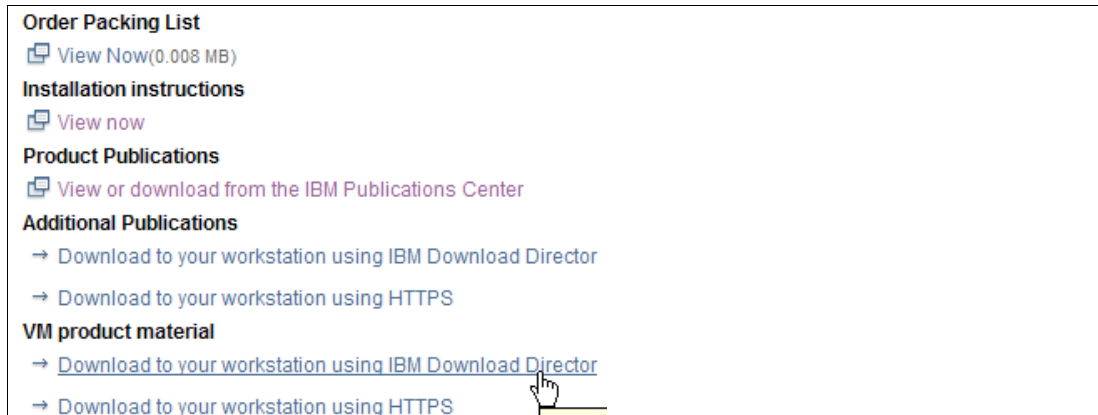 Order Packing List
View Now(0.008 MB)
Installation instructions
View now
Product Publications
View or download from the IBM Publications Center
Additional Publications
→ Download to your workstation using IBM Download Director
→ Download to your workstation using HTTPS
VM product material
→ Download to your workstation using IBM Download Director
→ Download to your workstation using HTTPS